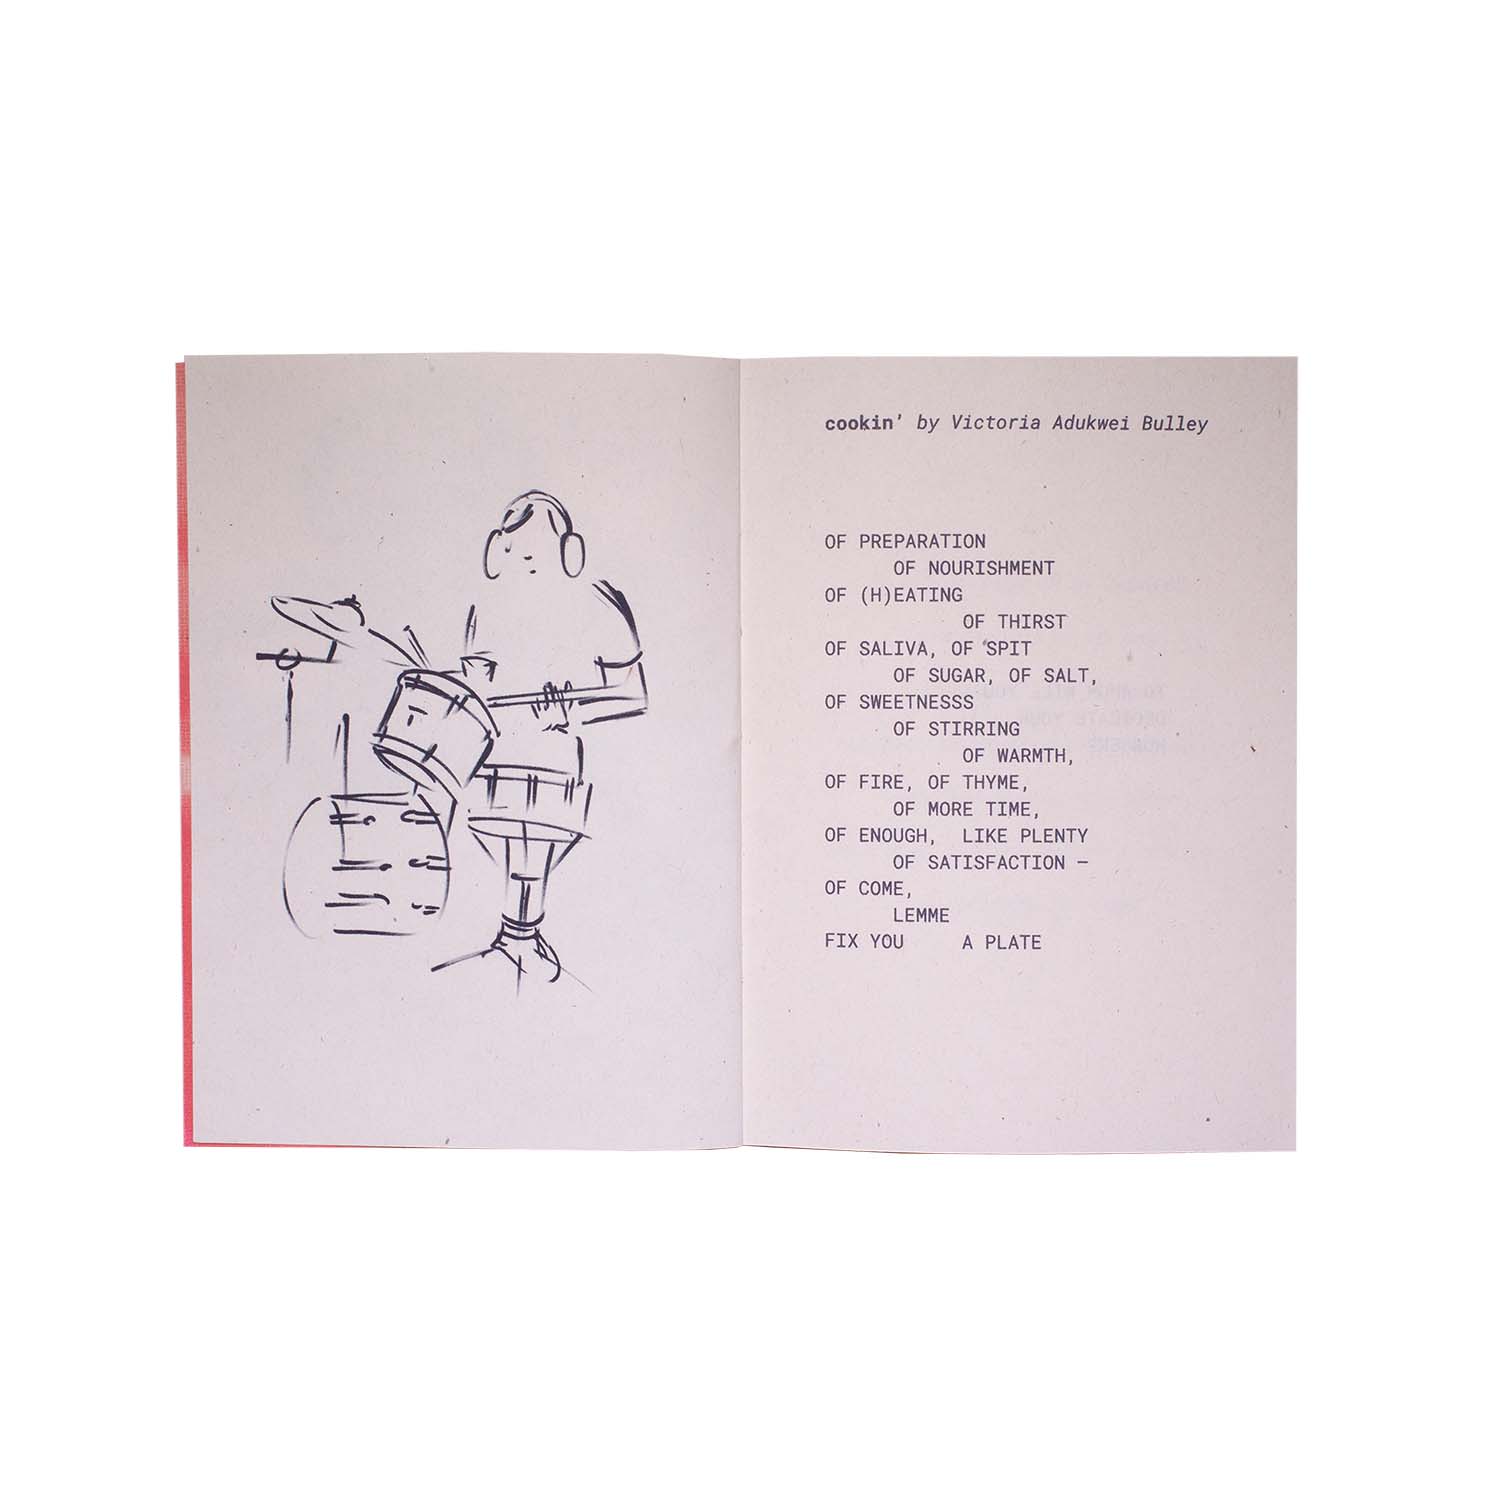 cookin' by Victoria Adukwei Bulley
OF PREPARATION
OF NOURISHMENT
OF (H)EATING
OF THIRST
OF SALIVA, OF SPIT
OF SUGAR, OF SALT,
OF SWEETNESSS
OF STIRRING
OF WARMTH,
OF FIRE, OF THYME,
OF MORE TIME,
OF ENOUGH, LIKE PLENTY
OF SATISFACTION –
OF COME,
LEMME
FIX YOU A PLATE